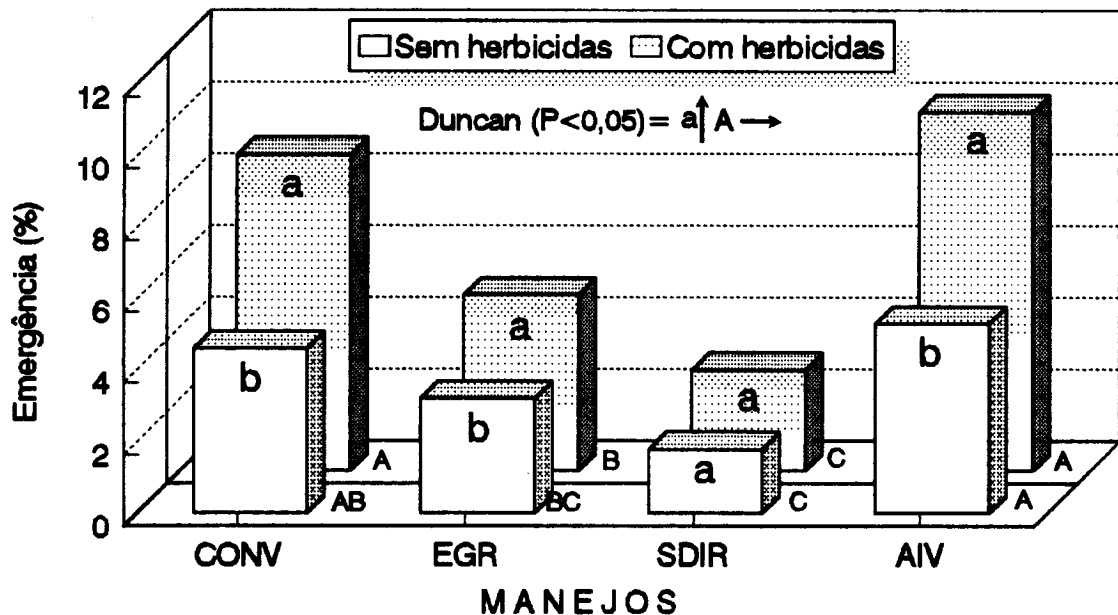 Sem herbicidas Com herbicidas
Duncan (P<0,05)= a↑ A→
Emergência (%)
12
10
8
6
4
2
0
a
a
a
a
b
b
a
b
A
B
C
A
AB
BC
C
A
CONV EGR SDIR AIV
MANEJOS